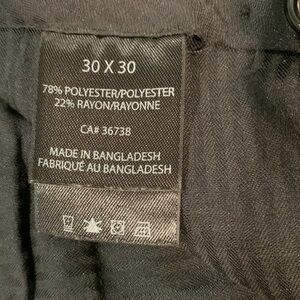 30 X 30
78% POLYESTER/POLYESTER
22% RAYON/RAYONNE
CA# 36738
MADE IN BANGLADESH
FABRIQUÉ AU BANGLADESH